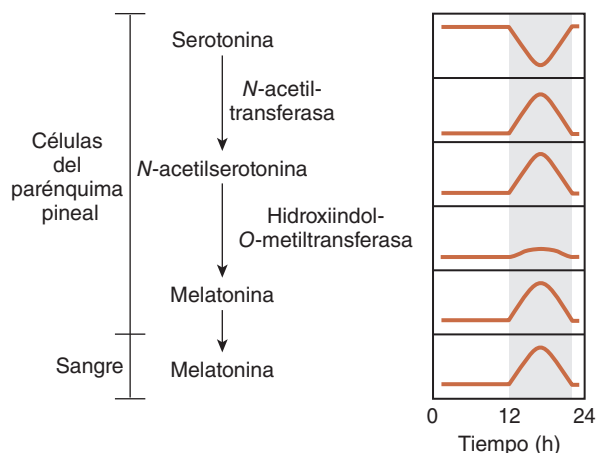 Serotonina
N-acetil-
transferasa
Células
del
parénquima
pineal
N-acetilserotonina
Hidroxiindol-
O-metiltransferasa
Melatonina
Sangre
Melatonina
0
12
24
Tiempo (h)